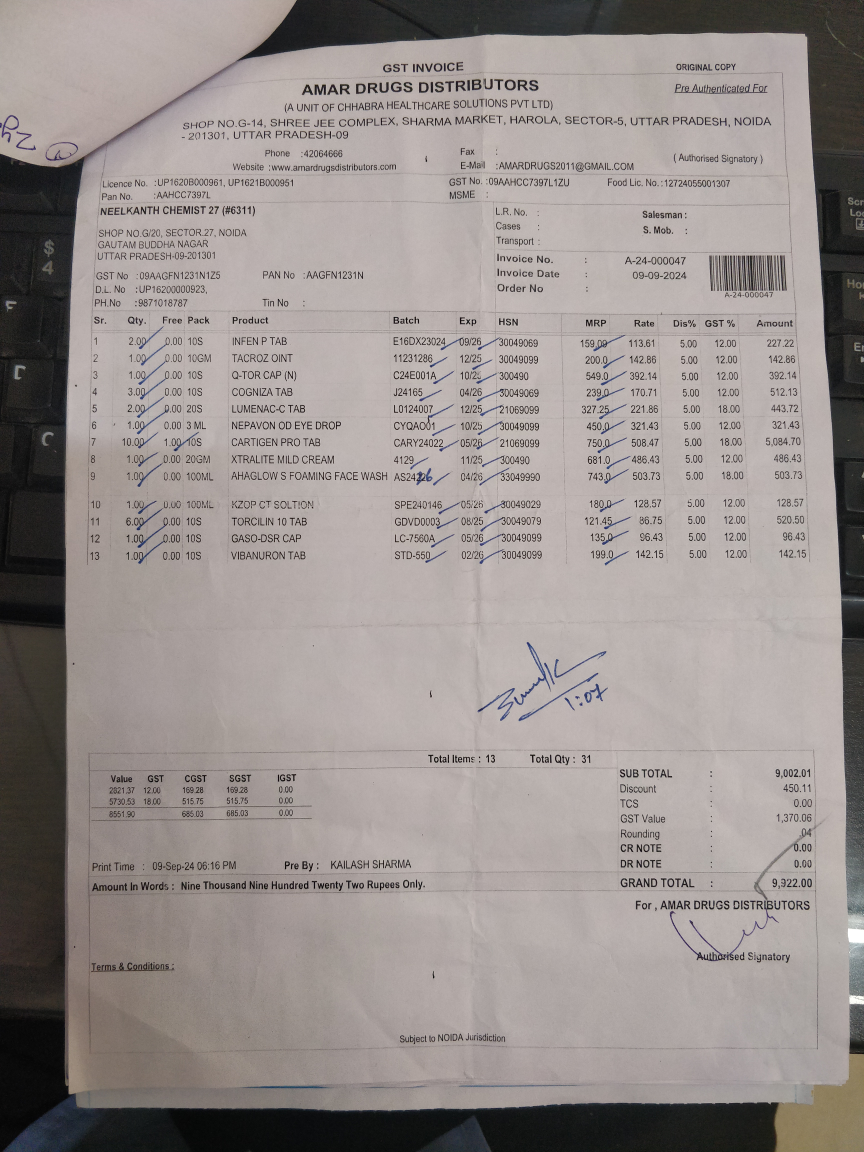 GST INVOICE
ORIGINAL COPY
AMAR DRUGS DISTRIBUTORS
Pre Authenticated For
(A UNIT OF CHHABRA HEALTHCARE SOLUTIONS PVT LTD)
SHOP NO.G-14, SHREE JEE COMPLEX, SHARMA MARKET, HAROLA, SECTOR-5, UTTAR PRADESH, NOIDA
- 201301, UTTAR PRADESH-09
Phone : 42064666 Fax :
Website : www.amardrugsdistributors.com E-Mail : AMARDRUGS2011@GMAIL.COM
( Authorised Signatory )
Licence No. : UP1620B000961, UP1621B000951 GST No. : 09AAHCC7397L1ZU Food Lic. No. : 12724055001307
Pan No. : AAHCC7397L MSME :
NEELKANTH CHEMIST 27 (#6311)
SHOP NO.G/20, SECTOR.27, NOIDA
GAUTAM BUDDHA NAGAR
UTTAR PRADESH-09-201301
GST No : 09AAGFN1231N1Z5 PAN No : AAGFN1231N
D.L. No : UP16200000923,
PH.No : 9871018787 Tin No :
L.R. No. : Salesman :
Cases : S. Mob. :
Transport :
Invoice No. : A-24-000047
Invoice Date : 09-09-2024
Order No :
A-24-000047
Sr. Qty. Free Pack Product Batch Exp HSN MRP Rate Dis% GST % Amount
1 2.00 0.00 10S INFEN P TAB E16DX23024 09/26 30049069 159.09 113.61 5.00 12.00 227.22
2 1.00 0.00 10GM TACROZ OINT 11231286 12/25 30049099 200.0 142.86 5.00 12.00 142.86
3 1.00 0.00 10S Q-TOR CAP (N) C24E001A 10/25 300490 549.0 392.14 5.00 12.00 392.14
4 3.00 0.00 10S COGNIZA TAB J24165 04/26 30049069 239.0 170.71 5.00 12.00 512.13
5 2.00 0.00 20S LUMENAC-C TAB L0124007 12/25 21069099 327.25 221.86 5.00 18.00 443.72
6 1.00 0.00 3 ML NEPAVON OD EYE DROP CYQAO01 10/25 30049099 450.0 321.43 5.00 12.00 321.43
7 10.00 1.00 10S CARTIGEN PRO TAB CARY24022 05/26 21069099 750.0 508.47 5.00 18.00 5,084.70
8 1.00 0.00 20GM XTRALITE MILD CREAM 4129 11/25 300490 681.0 486.43 5.00 12.00 486.43
9 1.00 0.00 100ML AHAGLOW S FOAMING FACE WASH 04/26 33049990 743.0 503.73 5.00 18.00 503.73
10 1.00 0.00 100ML KZOP CT SOLTION SPE240146 05/26 30049029 180.0 128.57 5.00 12.00 128.57
11 6.00 0.00 10S TORCILIN 10 TAB GDVD0003 08/25 30049079 121.45 86.75 5.00 12.00 520.50
12 1.00 0.00 10S GASO-DSR CAP LC-7560A 05/26 30049099 135.0 96.43 5.00 12.00 96.43
13 1.00 0.00 10S VIBANURON TAB STD-550 02/26 30049099 199.0 142.15 5.00 12.00 142.15
1:07
Total Items : 13 Total Qty : 31
Value GST CGST SGST IGST
2821.37 12.00 169.28 169.28 0.00
5730.53 18.00 515.75 515.75 0.00
8551.90 685.03 685.03 0.00
SUB TOTAL : 9,002.01
Discount : 450.11
TCS : 0.00
GST Value : 1,370.06
Rounding : .04
CR NOTE : 0.00
DR NOTE : 0.00
GRAND TOTAL : 9,922.00
Print Time : 09-Sep-24 06:16 PM Pre By : KAILASH SHARMA
Amount In Words : Nine Thousand Nine Hundred Twenty Two Rupees Only.
For , AMAR DRUGS DISTRIBUTORS
Authorised Signatory
Terms & Conditions :
Subject to NOIDA Jurisdiction